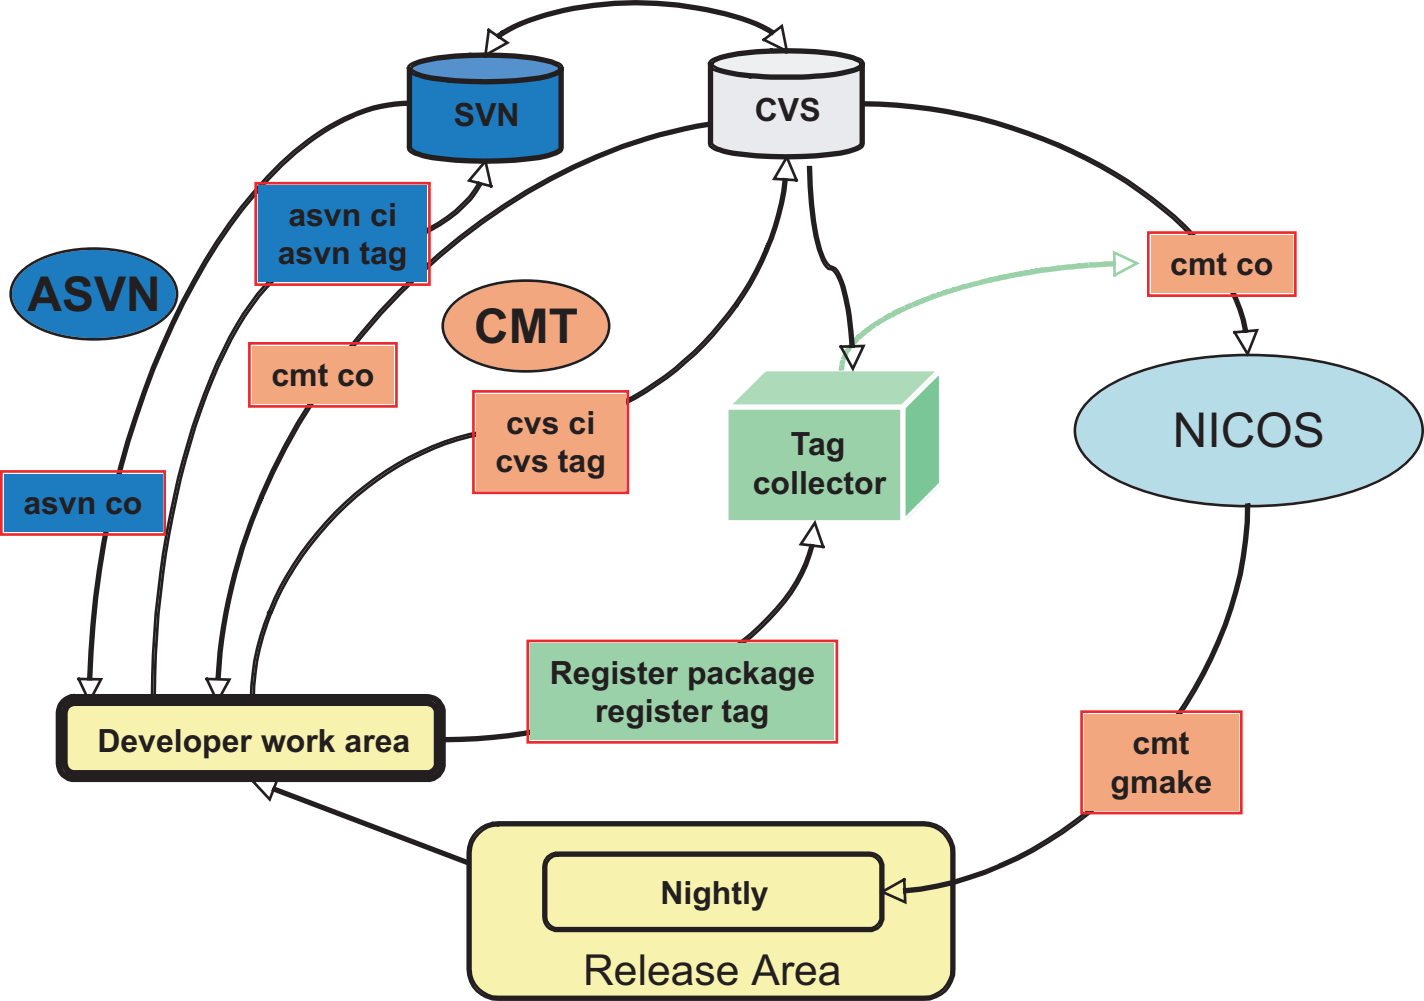 SVN
CVS
asvn ci
asvn tag
cmt co
ASVN
CMT
cmt co
cvs ci
cvs tag
NICOS
Tag
collector
asvn co
Register package
register tag
Developer work area
cmt
gmake
Nightly
Release Area